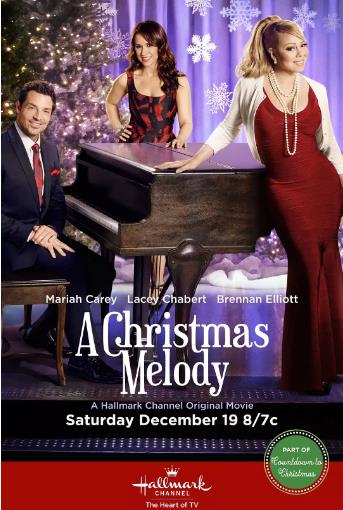 Mariah Carey Lacey Chabert Brennan Elliott
A Christmas
Melody
A Hallmark Channel Original Movie
Saturday December 19 8/7c
PART OF
Countdown to
Christmas
Hallmark
CHANNEL
The Heart of TV